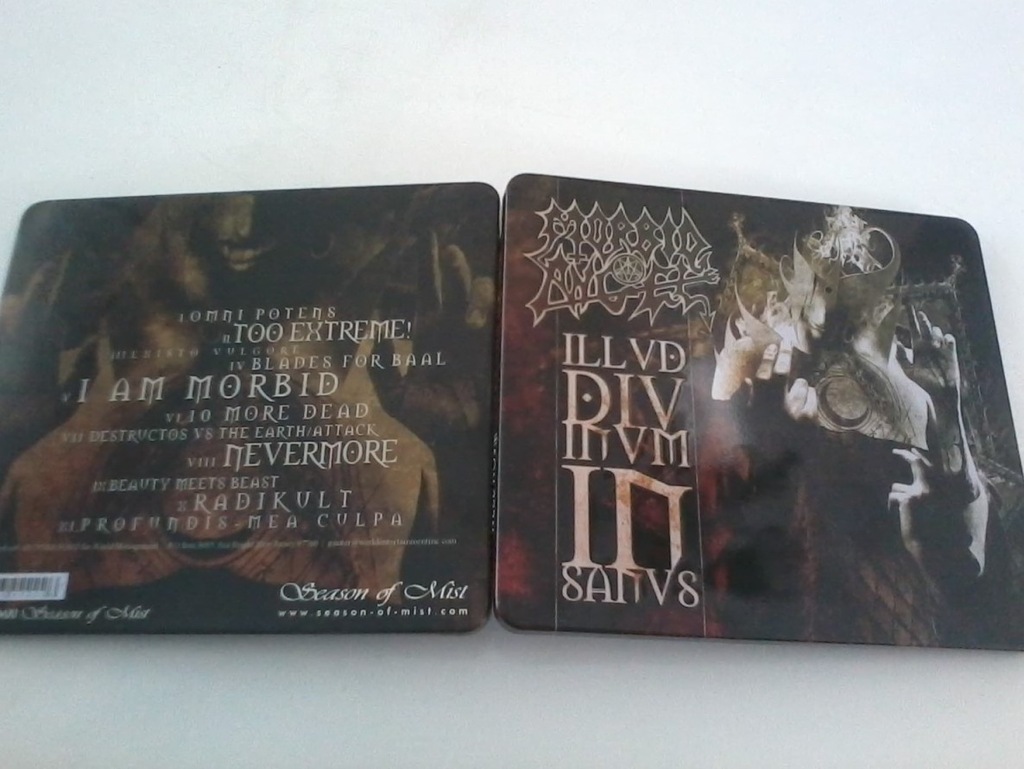 I OMNI POTENS
II TOO EXTREME!
III EXISTO VULGORE
IV BLADES FOR BAAL
V I AM MORBID
VI 10 MORE DEAD
VII DESTRUCTOS VS THE EARTH/ATTACK
VIII NEVERMORE
IX BEAUTY MEETS BEAST
X RADIKULT
XI PROFUNDIS-MEA CULPA
Season of Mist
Season of Mist
www.season-of-mist.com
MORBID
ANGEL
ILLVD
DIV
INVM
IN
SANVS